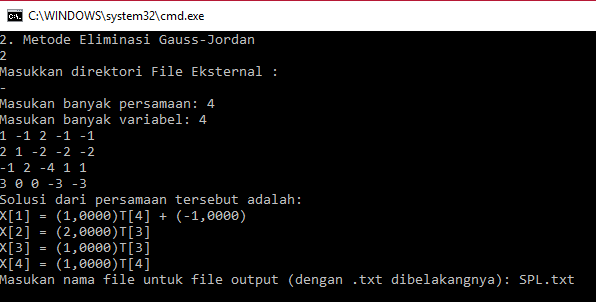 C:\WINDOWS\system32\cmd.exe
2. Metode Eliminasi Gauss-Jordan
2
Masukkan direktori File Eksternal :
-
Masukan banyak persamaan: 4
Masukan banyak variabel: 4
1 -1 2 -1 -1
2 1 -2 -2 -2
-1 2 -4 1 1
3 0 0 -3 -3
Solusi dari persamaan tersebut adalah:
X[1] = (1,0000)T[4] + (-1,0000)
X[2] = (2,0000)T[3]
X[3] = (1,0000)T[3]
X[4] = (1,0000)T[4]
Masukan nama file untuk file output (dengan .txt dibelakangnya): SPL.txt